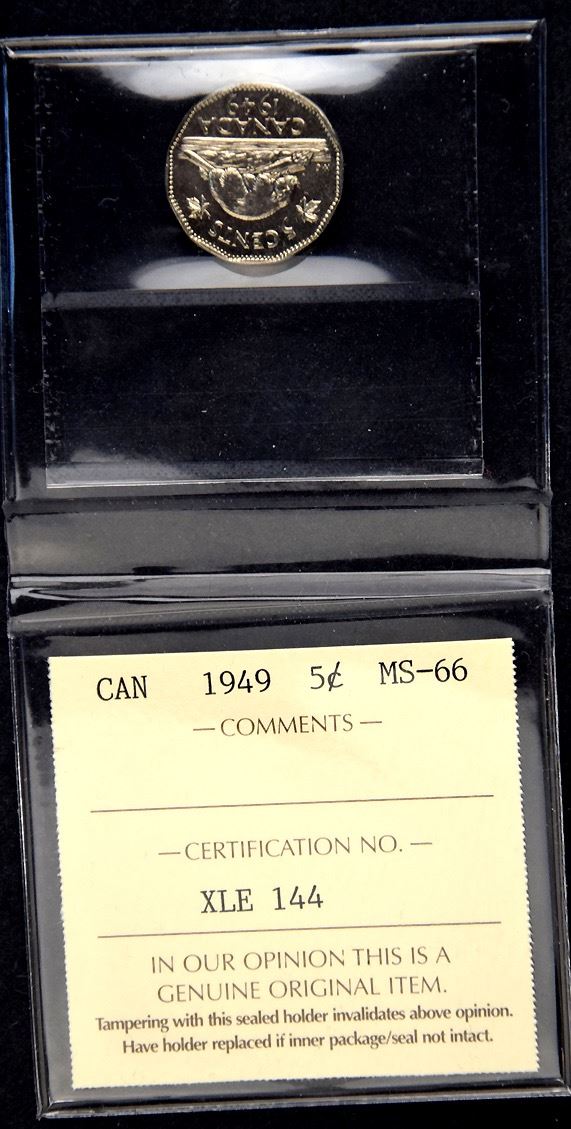 5 CENTS
CANADA
1949
CAN 1949 5¢ MS-66
— COMMENTS —
— CERTIFICATION NO. —
XLE 144
IN OUR OPINION THIS IS A
GENUINE ORIGINAL ITEM.
Tampering with this sealed holder invalidates above opinion.
Have holder replaced if inner package/seal not intact.